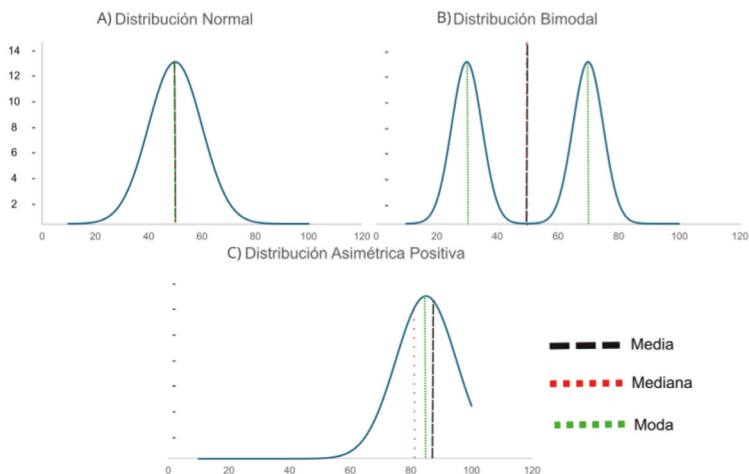 A) Distribución Normal
B) Distribución Bimodal
14
12
10
8
6
4
2
0 20 40 60 80 100 120
0 20 40 60 80 100 120
C) Distribución Asimétrica Positiva
0 20 40 60 80 100 120
Media
Mediana
Moda